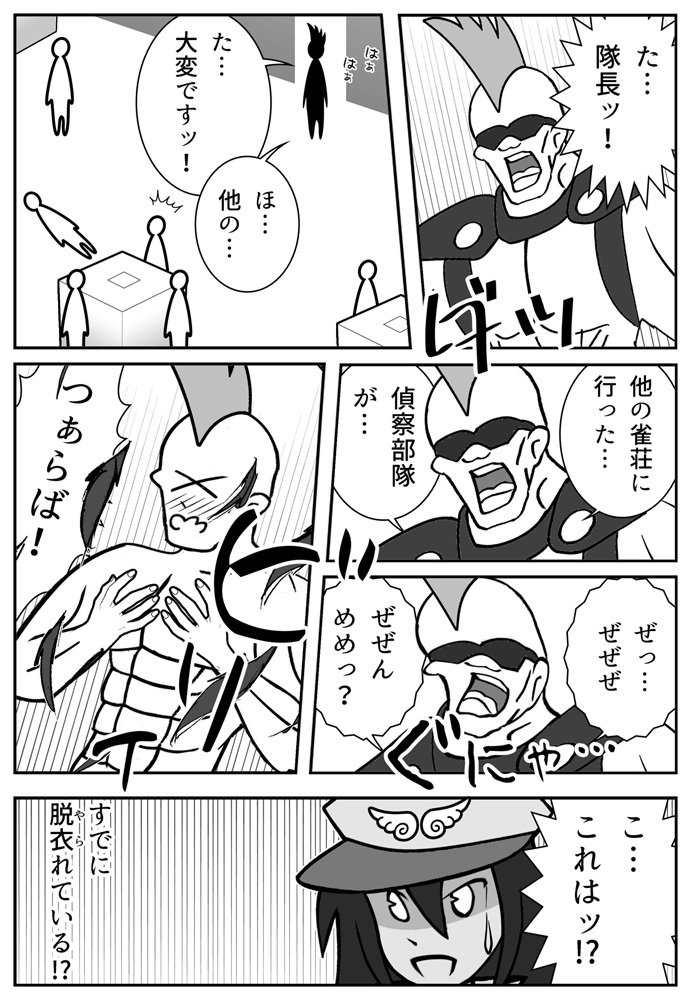 た…
隊長ッ！
ゲッ
た…
大変ですッ！
はぁ
はぁ
ほ…
他の…
他の雀荘に
行った…
偵察部隊
が…
ぜっ…
ぜぜぜ
ぜぜん
めめっ？
ぐにゃ…
つぁらば！
ビリ
ィ
こ…
これはッ!?
すでに
脱衣れている!?
やら